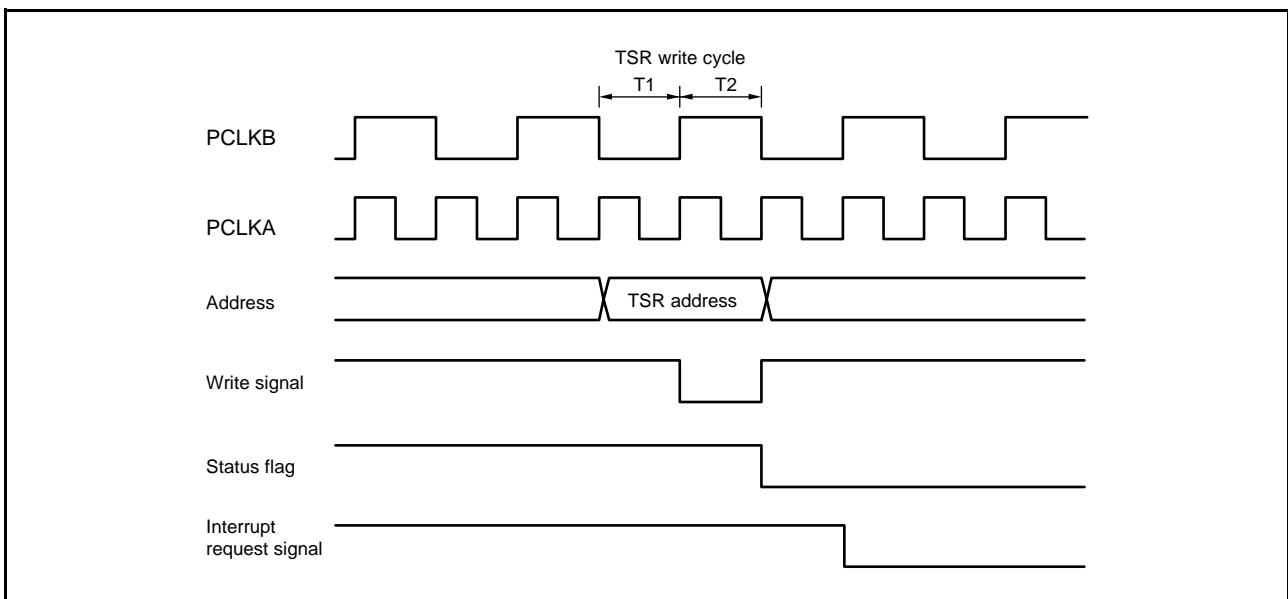 TSR write cycle
T1 T2
PCLKB
PCLKA
Address
TSR address
Write signal
Status flag
Interrupt
request signal